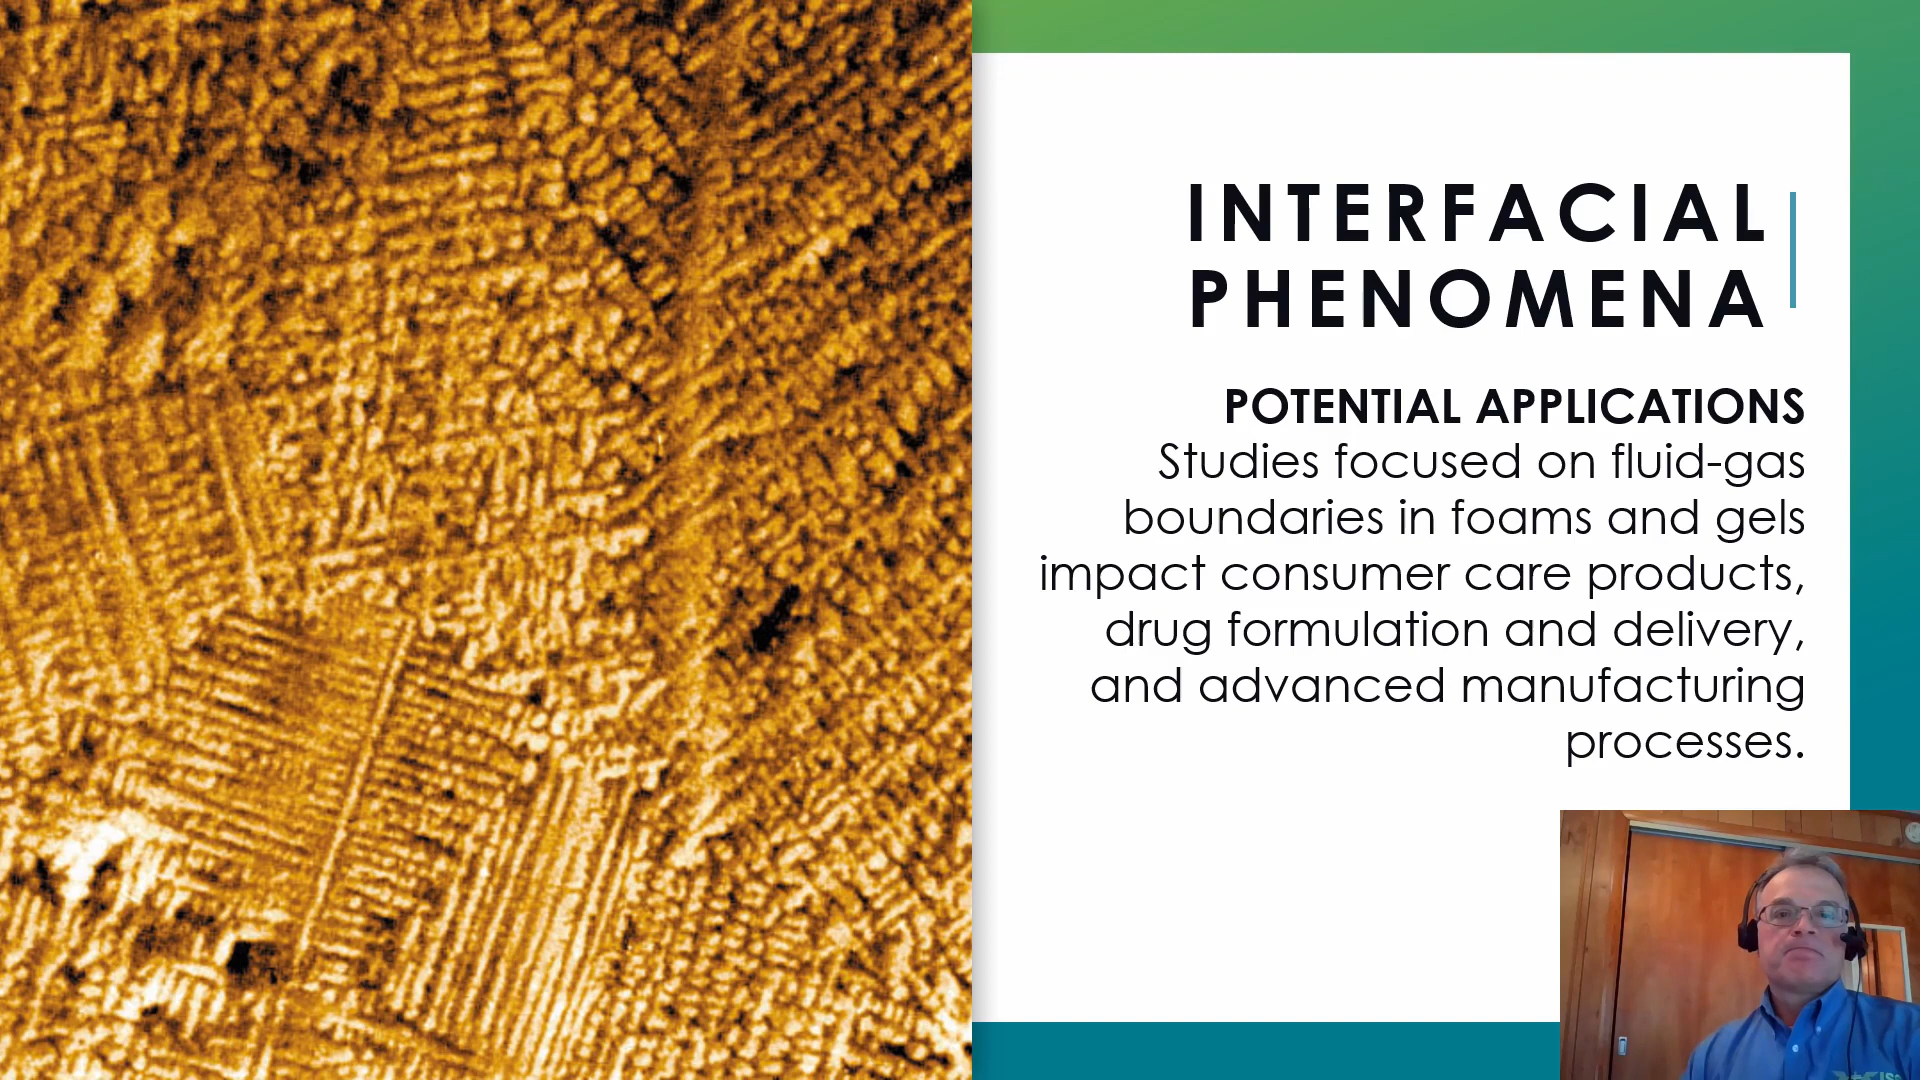 INTERFACIAL
PHENOMENA
POTENTIAL APPLICATIONS
Studies focused on fluid-gas
boundaries in foams and gels
impact consumer care products,
drug formulation and delivery,
and advanced manufacturing
processes.